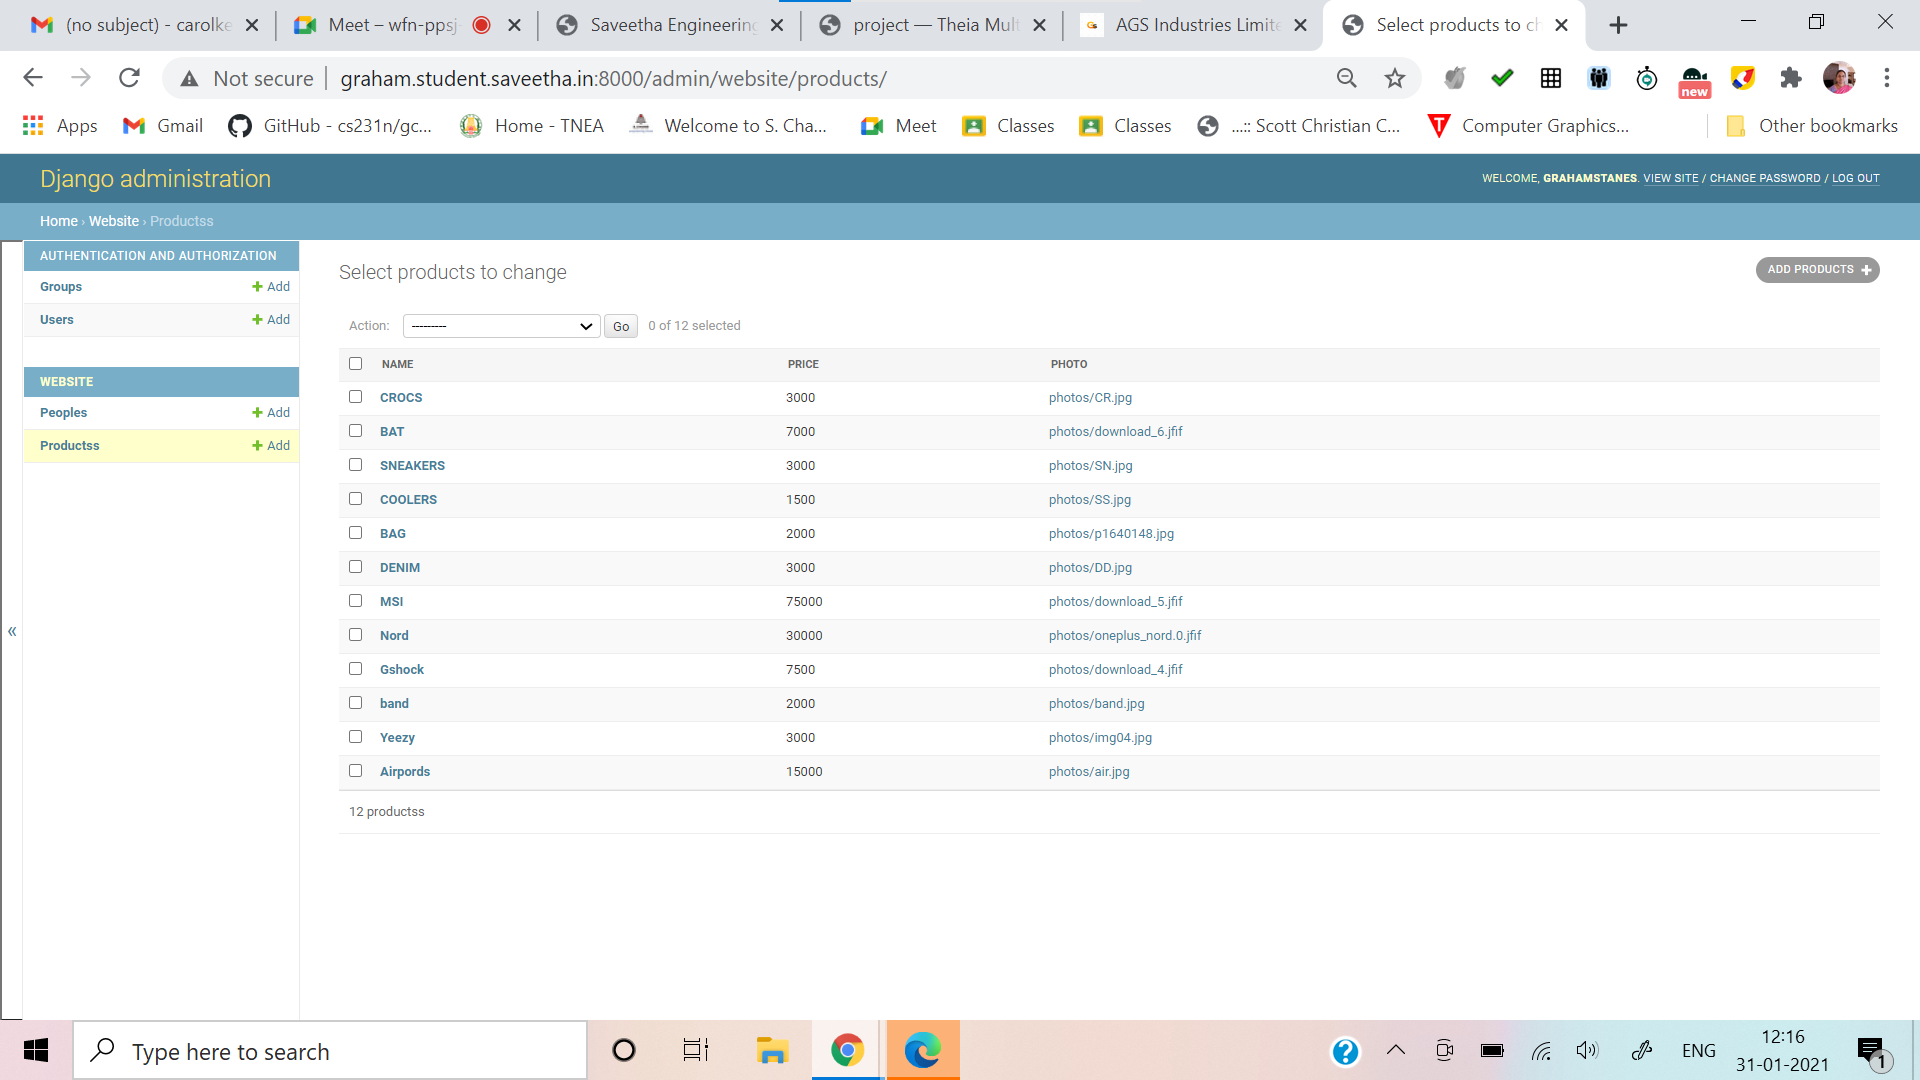 (no subject) - carolke
Meet – wfn-ppsj
Saveetha Engineering
project — Theia Mult
AGS Industries Limite
Select products to ch
Not secure
graham.student.saveetha.in:8000/admin/website/products/
new
Apps
Gmail
GitHub - cs231n/gc...
Home - TNEA
Welcome to S. Cha...
Meet
Classes
Classes
...:: Scott Christian C...
Computer Graphics...
Other bookmarks
Django administration
WELCOME, GRAHAMSTANES. VIEW SITE / CHANGE PASSWORD / LOG OUT
Home › Website › Productss
AUTHENTICATION AND AUTHORIZATION
Groups + Add
Users + Add
WEBSITE
Peoples + Add
Productss + Add
«
Select products to change
ADD PRODUCTS +
Action: --------- Go 0 of 12 selected
NAME PRICE PHOTO
CROCS 3000 photos/CR.jpg
BAT 7000 photos/download_6.jfif
SNEAKERS 3000 photos/SN.jpg
COOLERS 1500 photos/SS.jpg
BAG 2000 photos/p1640148.jpg
DENIM 3000 photos/DD.jpg
MSI 75000 photos/download_5.jfif
Nord 30000 photos/oneplus_nord.0.jfif
Gshock 7500 photos/download_4.jfif
band 2000 photos/band.jpg
Yeezy 3000 photos/img04.jpg
Airpords 15000 photos/air.jpg
12 productss
Type here to search
ENG
12:16
31-01-2021
1